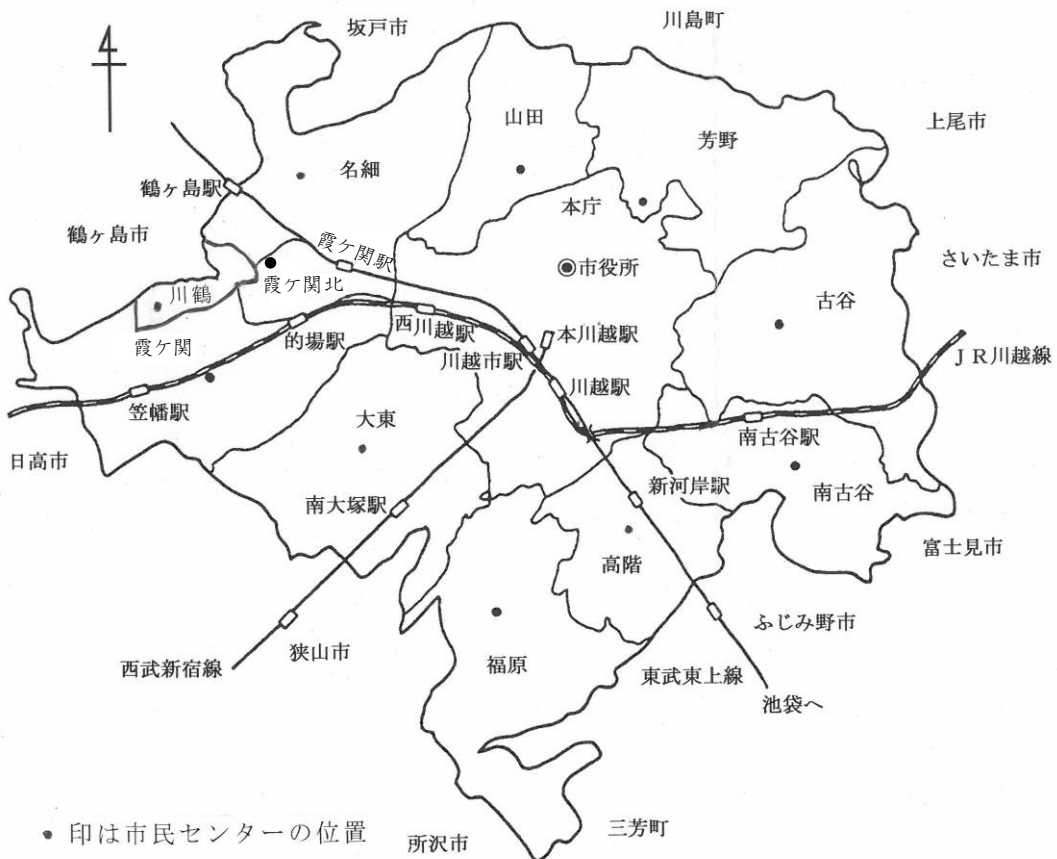 坂戸市
川島町
山田
上尾市
芳野
名細
鶴ヶ島駅
本庁
鶴ヶ島市
霞ケ関駅
◎市役所
さいたま市
霞ケ関北
川鶴
古谷
霞ケ関
的場駅
西川越駅
本川越駅
川越市駅
JR川越線
川越駅
笠幡駅
大東
南古谷駅
日高市
新河岸駅
南古谷
南大塚駅
富士見市
高階
ふじみ野市
狭山市
西武新宿線
福原
東武東上線
池袋へ
● 印は市民センターの位置
所沢市
三芳町